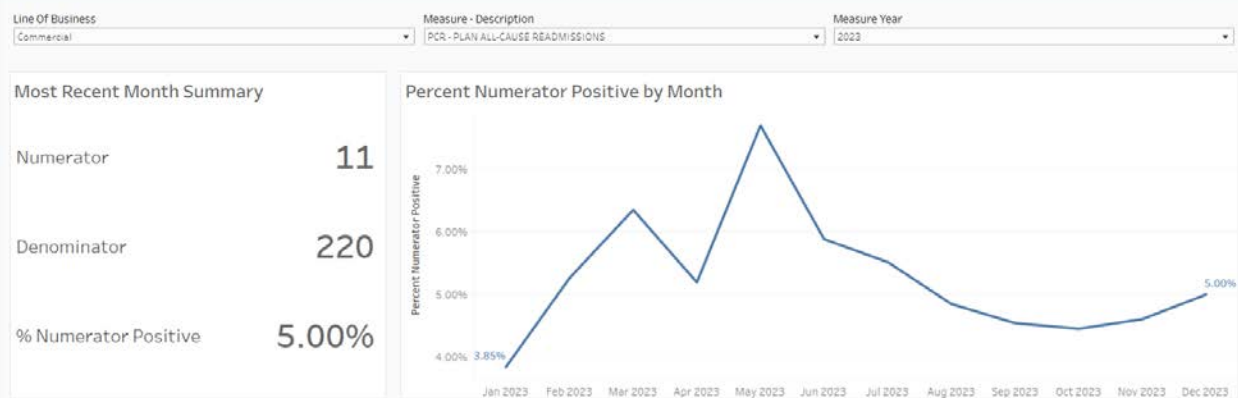 Line Of Business
Commercial
Measure - Description
PCR - PLAN ALL-CAUSE READMISSIONS
Measure Year
2023
Most Recent Month Summary
Numerator
11
Denominator
220
% Numerator Positive
5.00%
Percent Numerator Positive by Month
Percent Numerator Positive
7.00%
6.00%
5.00%
4.00%
3.85%
5.00%
Jan 2023 Feb 2023 Mar 2023 Apr 2023 May 2023 Jun 2023 Jul 2023 Aug 2023 Sep 2023 Oct 2023 Nov 2023 Dec 2023